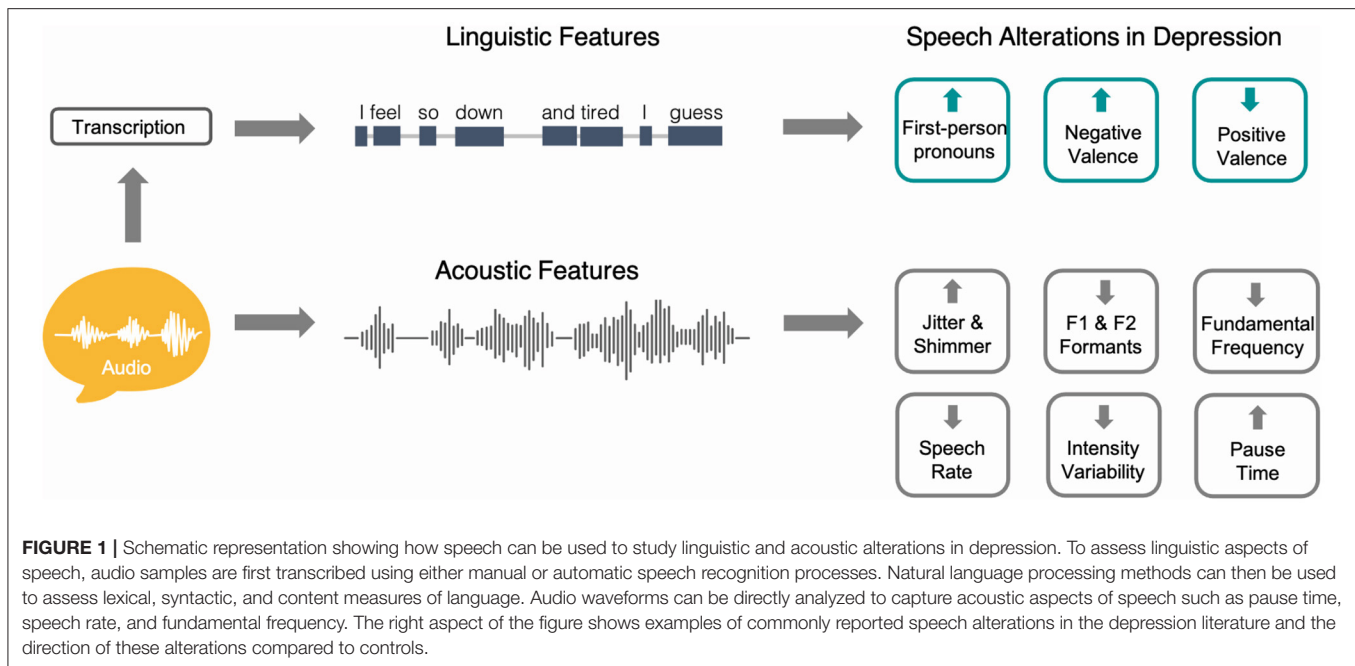 Linguistic Features
Speech Alterations in Depression
Transcription
I feel so down and tired I guess
First-person
pronouns
Negative
Valence
Positive
Valence
Audio
Acoustic Features
Jitter &
Shimmer
F1 & F2
Formants
Fundamental
Frequency
Speech
Rate
Intensity
Variability
Pause
Time
FIGURE 1 | Schematic representation showing how speech can be used to study linguistic and acoustic alterations in depression. To assess linguistic aspects of
speech, audio samples are first transcribed using either manual or automatic speech recognition processes. Natural language processing methods can then be used
to assess lexical, syntactic, and content measures of language. Audio waveforms can be directly analyzed to capture acoustic aspects of speech such as pause time,
speech rate, and fundamental frequency. The right aspect of the figure shows examples of commonly reported speech alterations in the depression literature and the
direction of these alterations compared to controls.